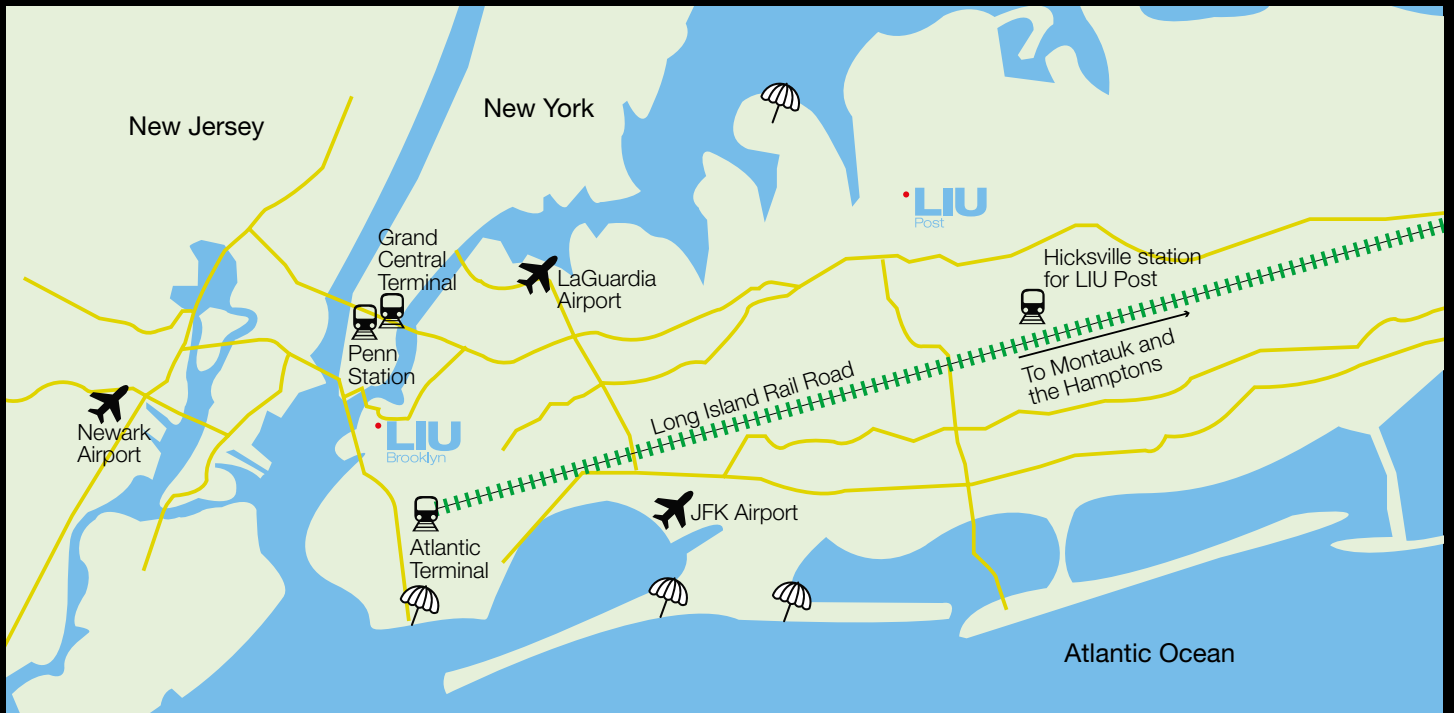 New Jersey
New York
Grand
Central
Terminal
LaGuardia
Airport
LIU
Post
Hicksville station
for LIU Post
Penn
Station
To Montauk and
the Hamptons
Long Island Rail Road
Newark
Airport
LIU
Brooklyn
JFK Airport
Atlantic
Terminal
Atlantic Ocean